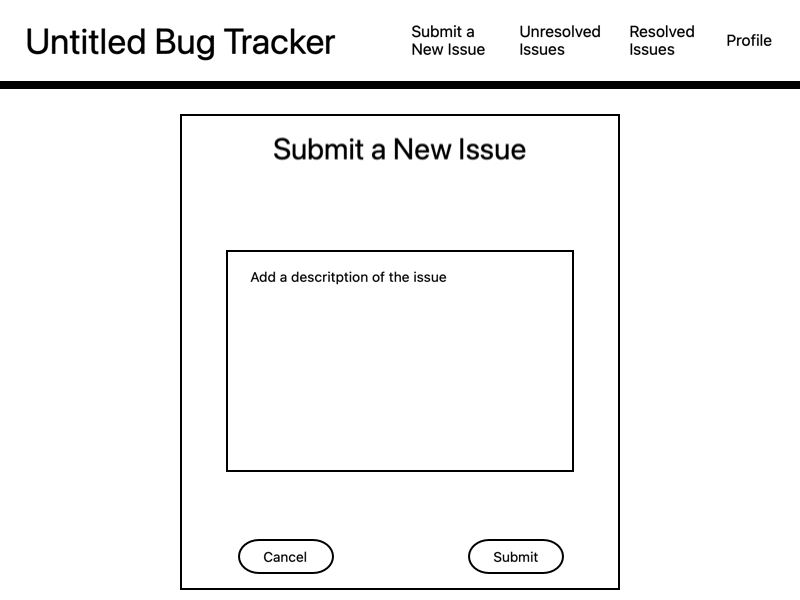 Untitled Bug Tracker
Submit a
New Issue
Unresolved
Issues
Resolved
Issues
Profile
Submit a New Issue
Add a descritption of the issue
Cancel
Submit